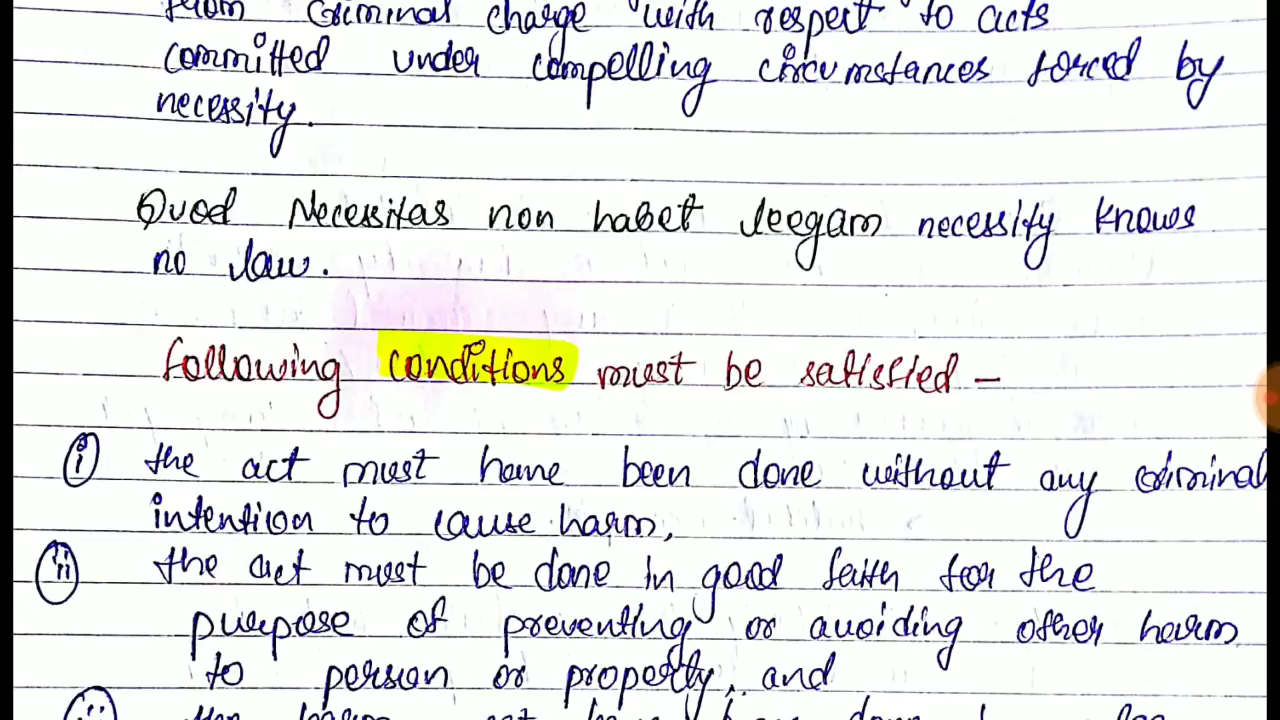 from criminal charge with respect to acts
committed under compelling circumstances forced by
necessity.
Quod Necessitas non habet leegam necessity knows
no law.
following conditions must be satisfied -
(i) the act must have been done without any criminal
intention to cause harm,
(ii) the act must be done in good faith for the
purpose of preventing or avoiding other harm
to person or property, and
(iii) the